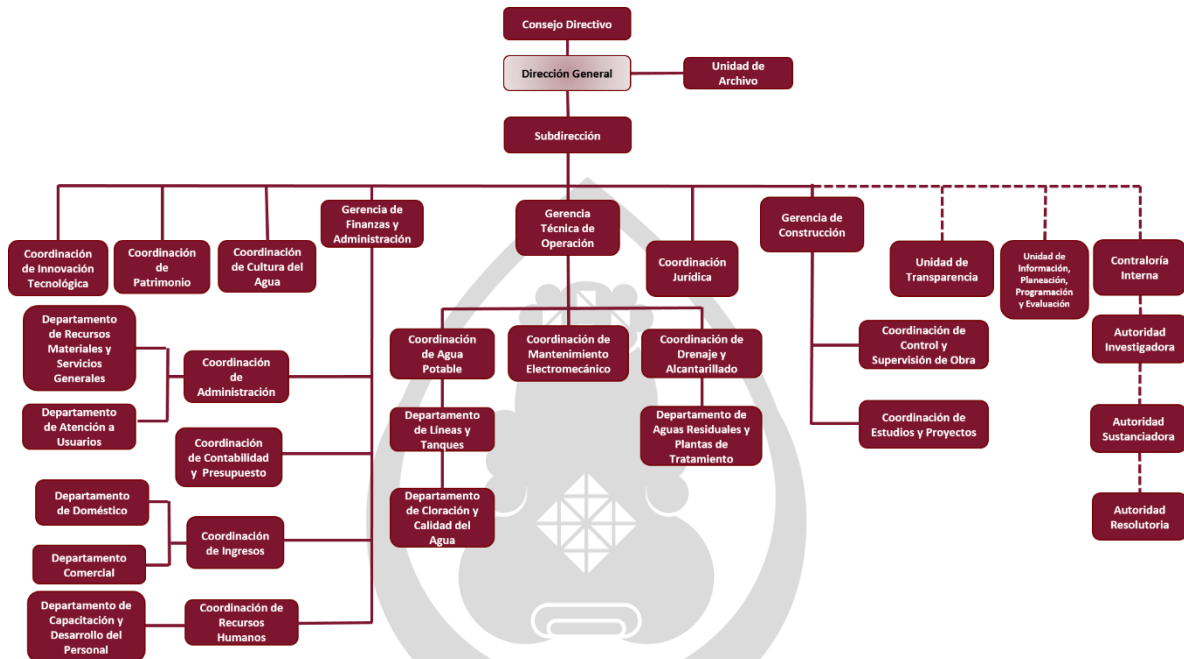 Consejo Directivo
Dirección General
Unidad de
Archivo
Subdirección
Coordinación
de Innovación
Tecnológica
Coordinación
de
Patrimonio
Coordinación
de Cultura del
Agua
Gerencia de
Finanzas y
Administración
Gerencia
Técnica de
Operación
Coordinación
Jurídica
Gerencia de
Construcción
Unidad de
Transparencia
Unidad de
Información,
Planeación,
Programación
y Evaluación
Contraloría
Interna
Departamento
de Recursos
Materiales y
Servicios
Generales
Departamento
de Atención a
Usuarios
Coordinación
de
Administración
Coordinación
de Contabilidad
y Presupuesto
Departamento
de Doméstico
Departamento
Comercial
Coordinación
de Ingresos
Departamento de
Capacitación y
Desarrollo del
Personal
Coordinación de
Recursos
Humanos
Coordinación
de Agua
Potable
Departamento
de Líneas y
Tanques
Departamento
de Cloración y
Calidad del
Agua
Coordinación de
Mantenimiento
Electromecánico
Coordinación de
Drenaje y
Alcantarillado
Departamento de
Aguas Residuales y
Plantas de
Tratamiento
Coordinación de
Control y
Supervisión de Obra
Coordinación de
Estudios y Proyectos
Autoridad
Investigadora
Autoridad
Sustanciadora
Autoridad
Resolutoria